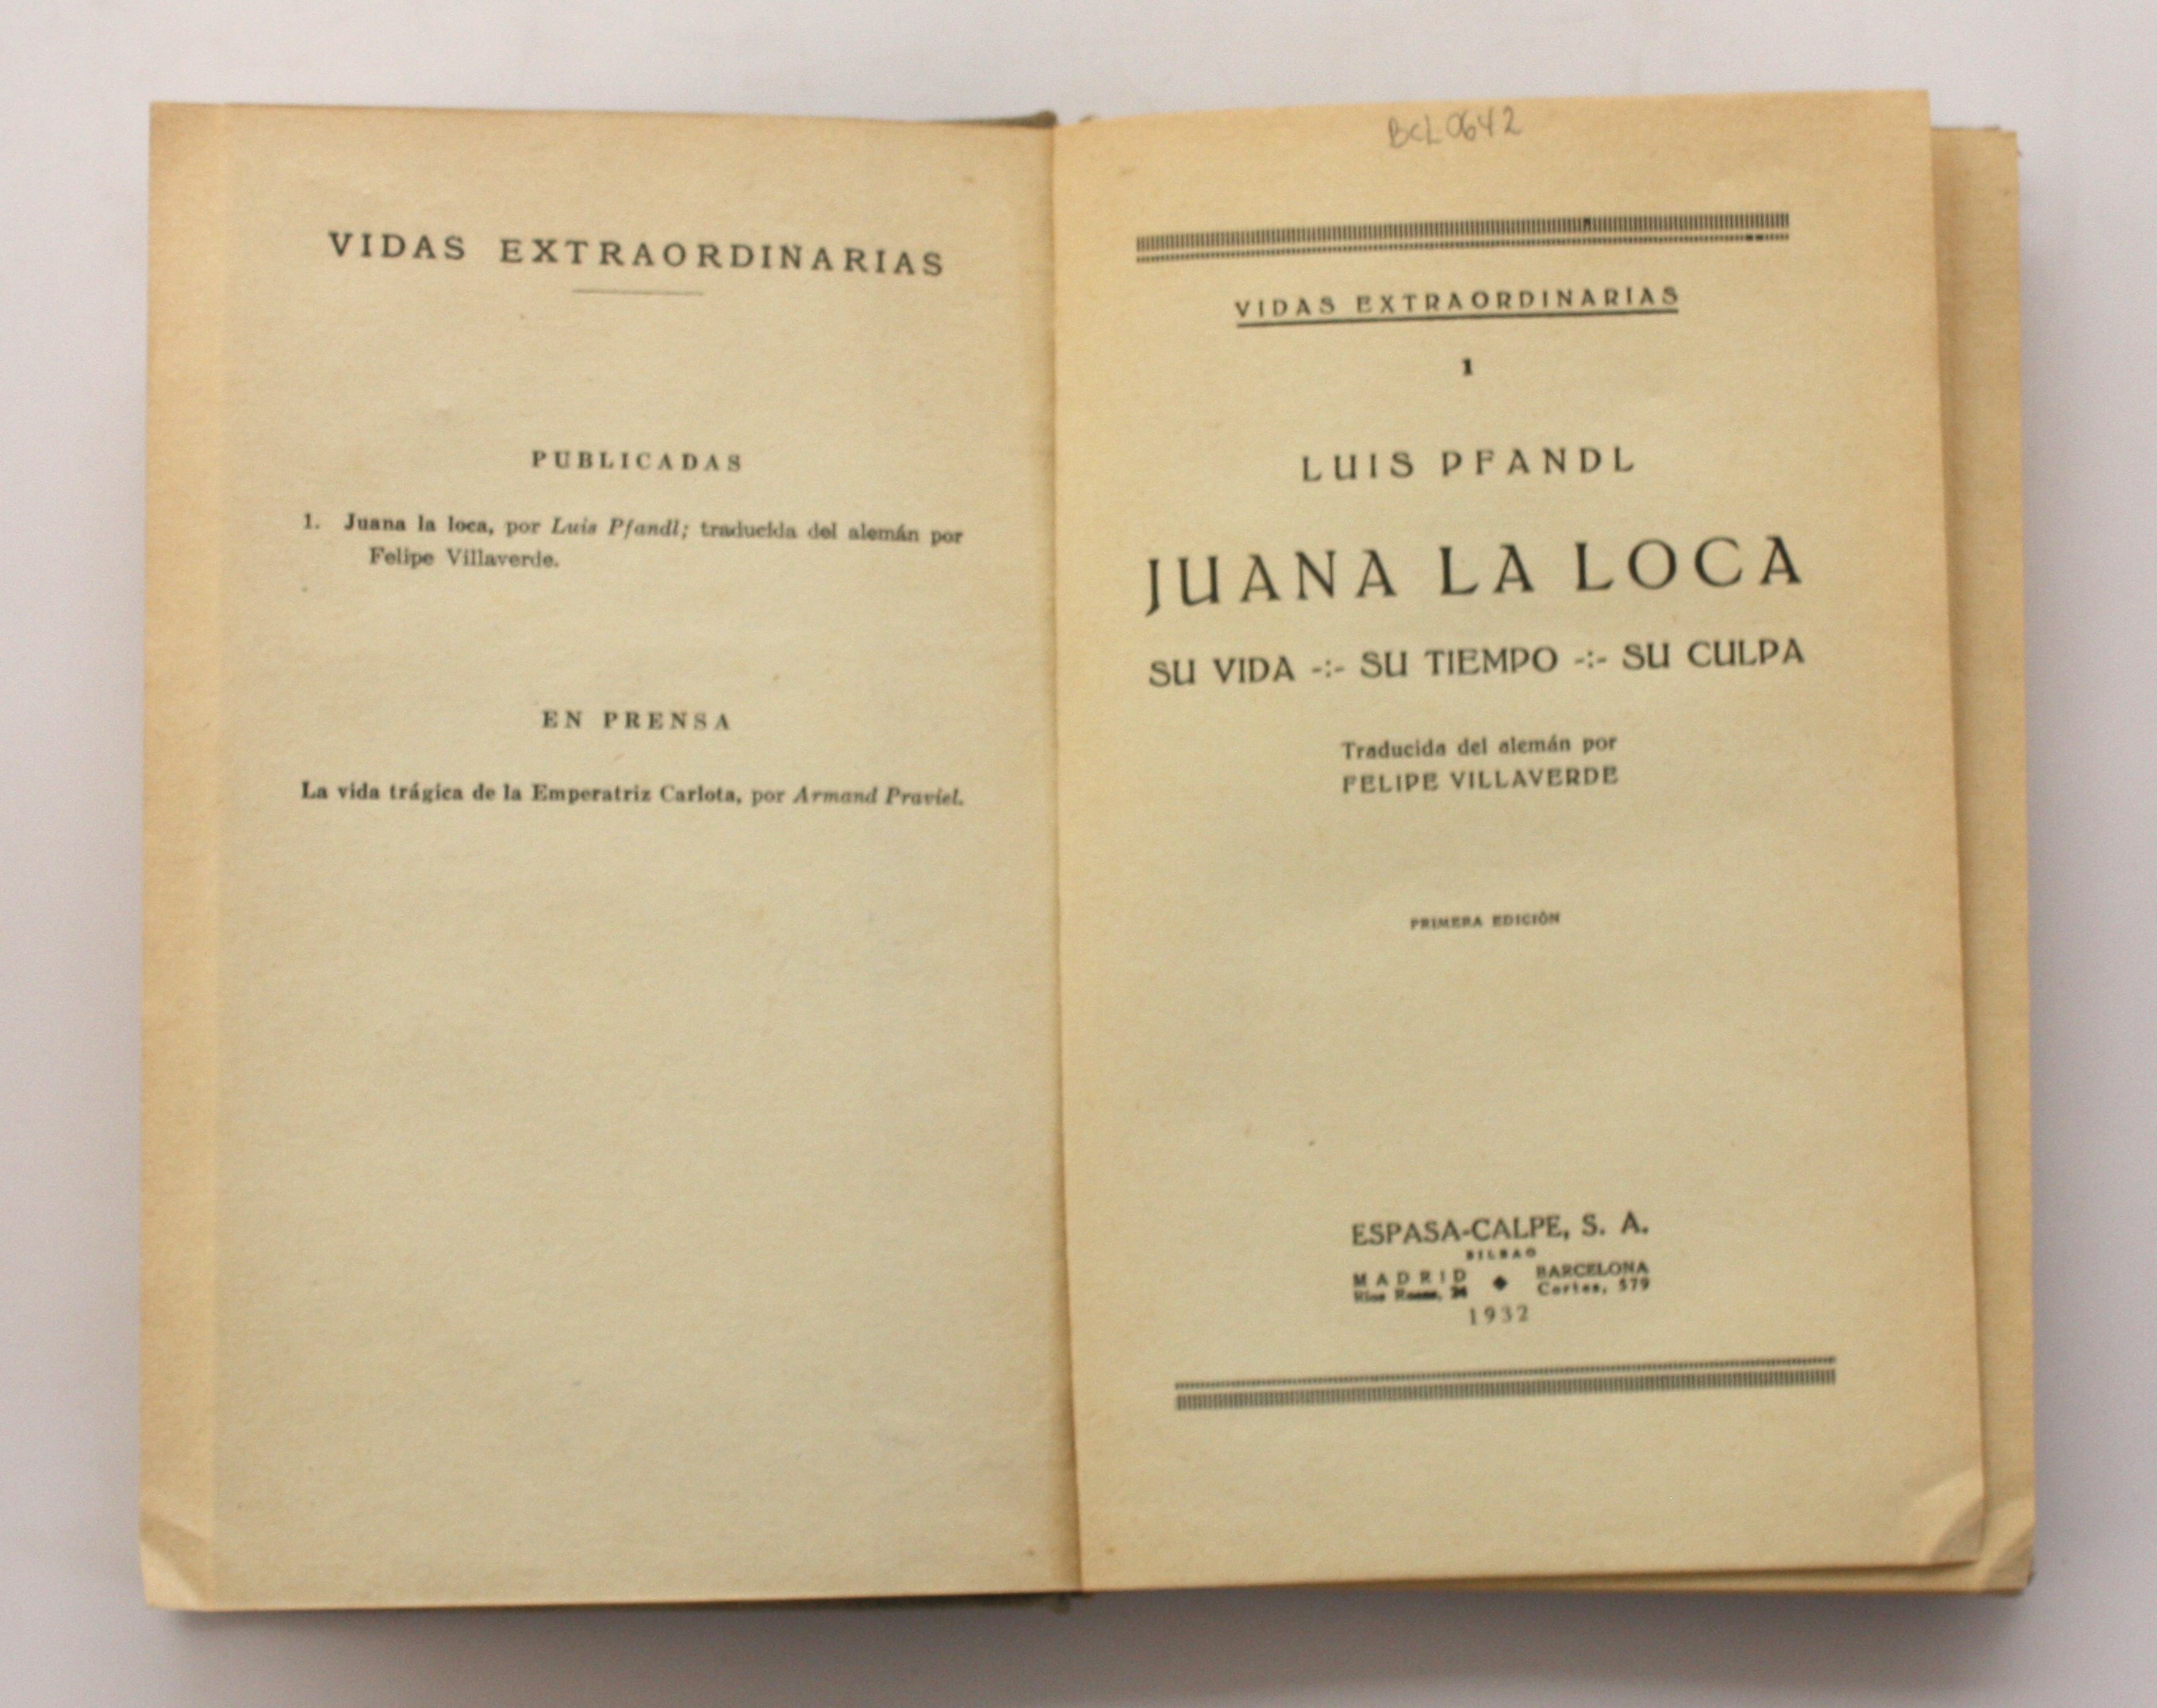 VIDAS EXTRAORDINARIAS
PUBLICADAS
1. Juana la loca, por Luis Pfandl; traducida del alemán por
Felipe Villaverde.
EN PRENSA
La vida trágica de la Emperatriz Carlota, por Armand Praviel.
BCL0642
VIDAS EXTRAORDINARIAS
1
LUIS PFANDL
JUANA LA LOCA
SU VIDA -:- SU TIEMPO -:- SU CULPA
Traducida del alemán por
FELIPE VILLAVERDE
PRIMERA EDICIÓN
ESPASA-CALPE, S. A.
BILBAO
MADRID BARCELONA
Ríos Rosas, 24 Cortes, 579
1932